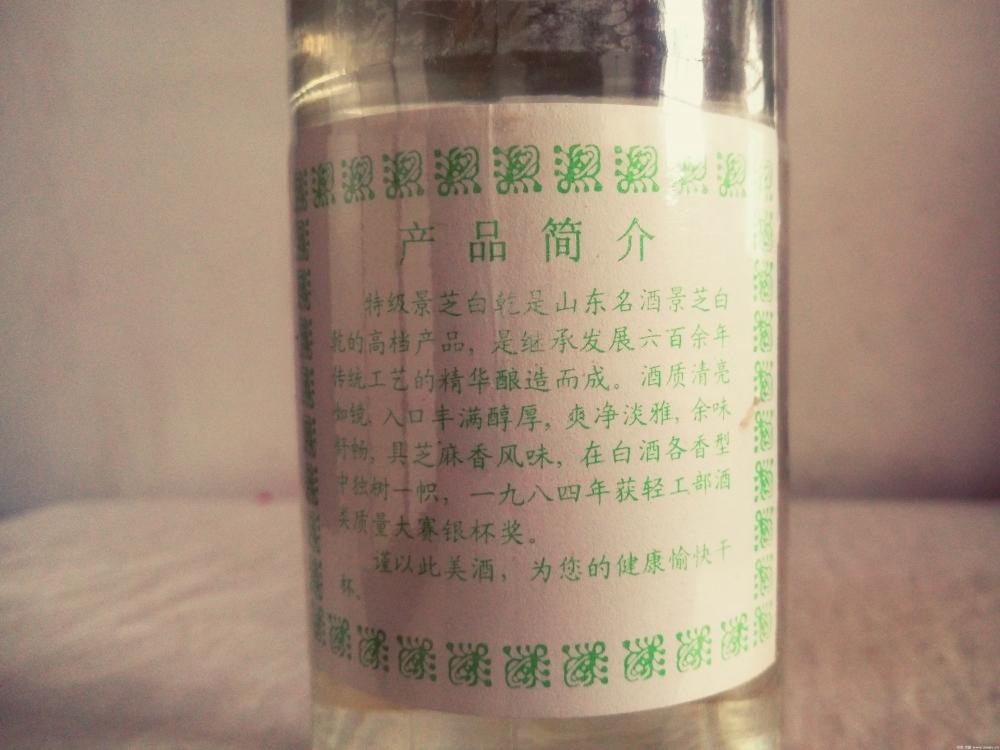 产品简介
特级景芝白乾是山东名酒景芝白
乾的高档产品，是继承发展六百余年
传统工艺的精华酿造而成。酒质清亮
如镜，入口丰满醇厚，爽净淡雅，余味
舒畅，具芝麻香风味，在白酒各香型
中独树一帜，一九八四年获轻工部酒
类质量大赛银杯奖。
谨以此美酒，为您的健康愉快干
杯。